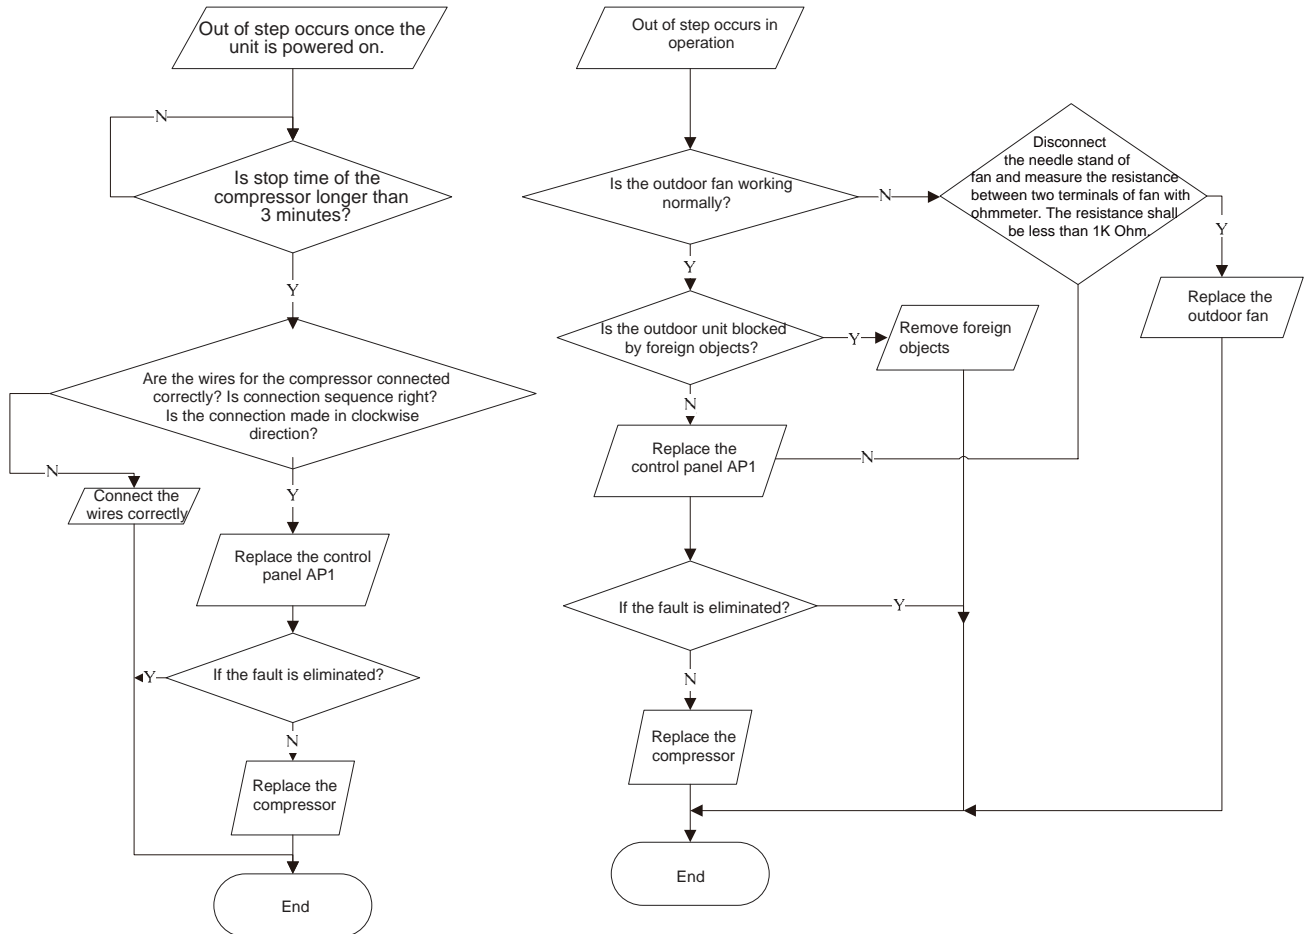 Out of step occurs once the
unit is powered on.
N
Is stop time of the
compressor longer than
3 minutes?
Y
Are the wires for the compressor connected
correctly? Is connection sequence right?
Is the connection made in clockwise
direction?
N
Connect the
wires correctly
Y
Replace the control
panel AP1
If the fault is eliminated?
Y
N
Replace the
compressor
End
Out of step occurs in
operation
Is the outdoor fan working
normally?
N
Disconnect
the needle stand of
fan and measure the resistance
between two terminals of fan with
ohmmeter. The resistance shall
be less than 1K Ohm.
Y
Replace the
outdoor fan
Y
Is the outdoor unit blocked
by foreign objects?
Y
Remove foreign
objects
N
Replace the
control panel AP1
N
If the fault is eliminated?
Y
N
Replace the
compressor
End